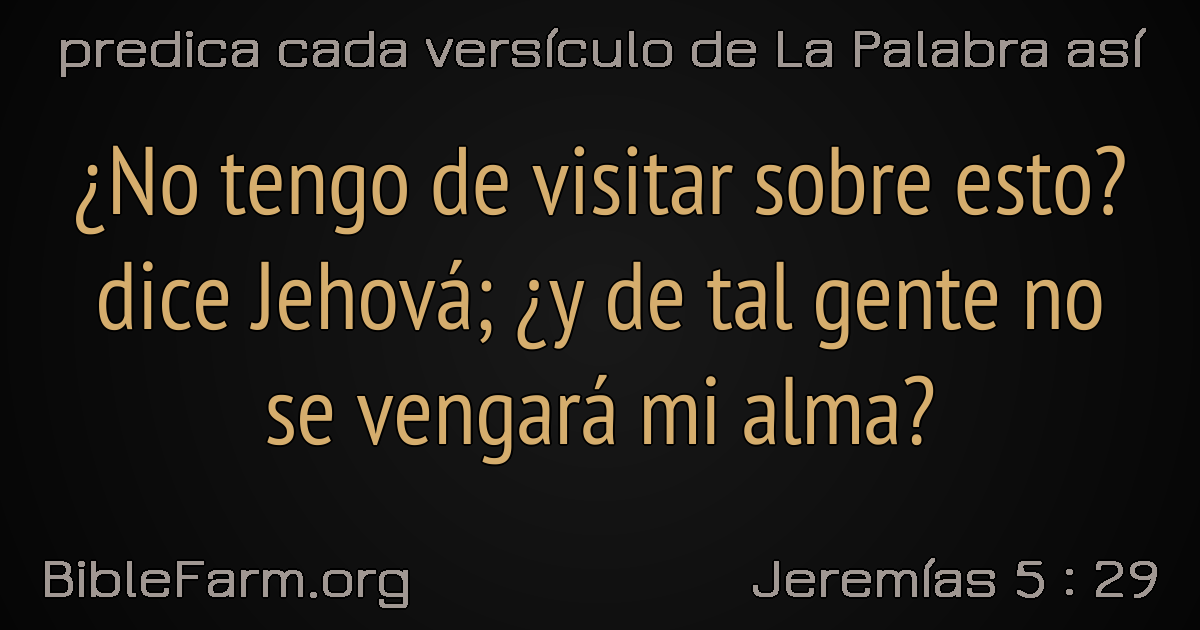 predica cada versículo de La Palabra así
¿No tengo de visitar sobre esto?
dice Jehová; ¿y de tal gente no
se vengará mi alma?
BibleFarm.org
Jeremías 5 : 29